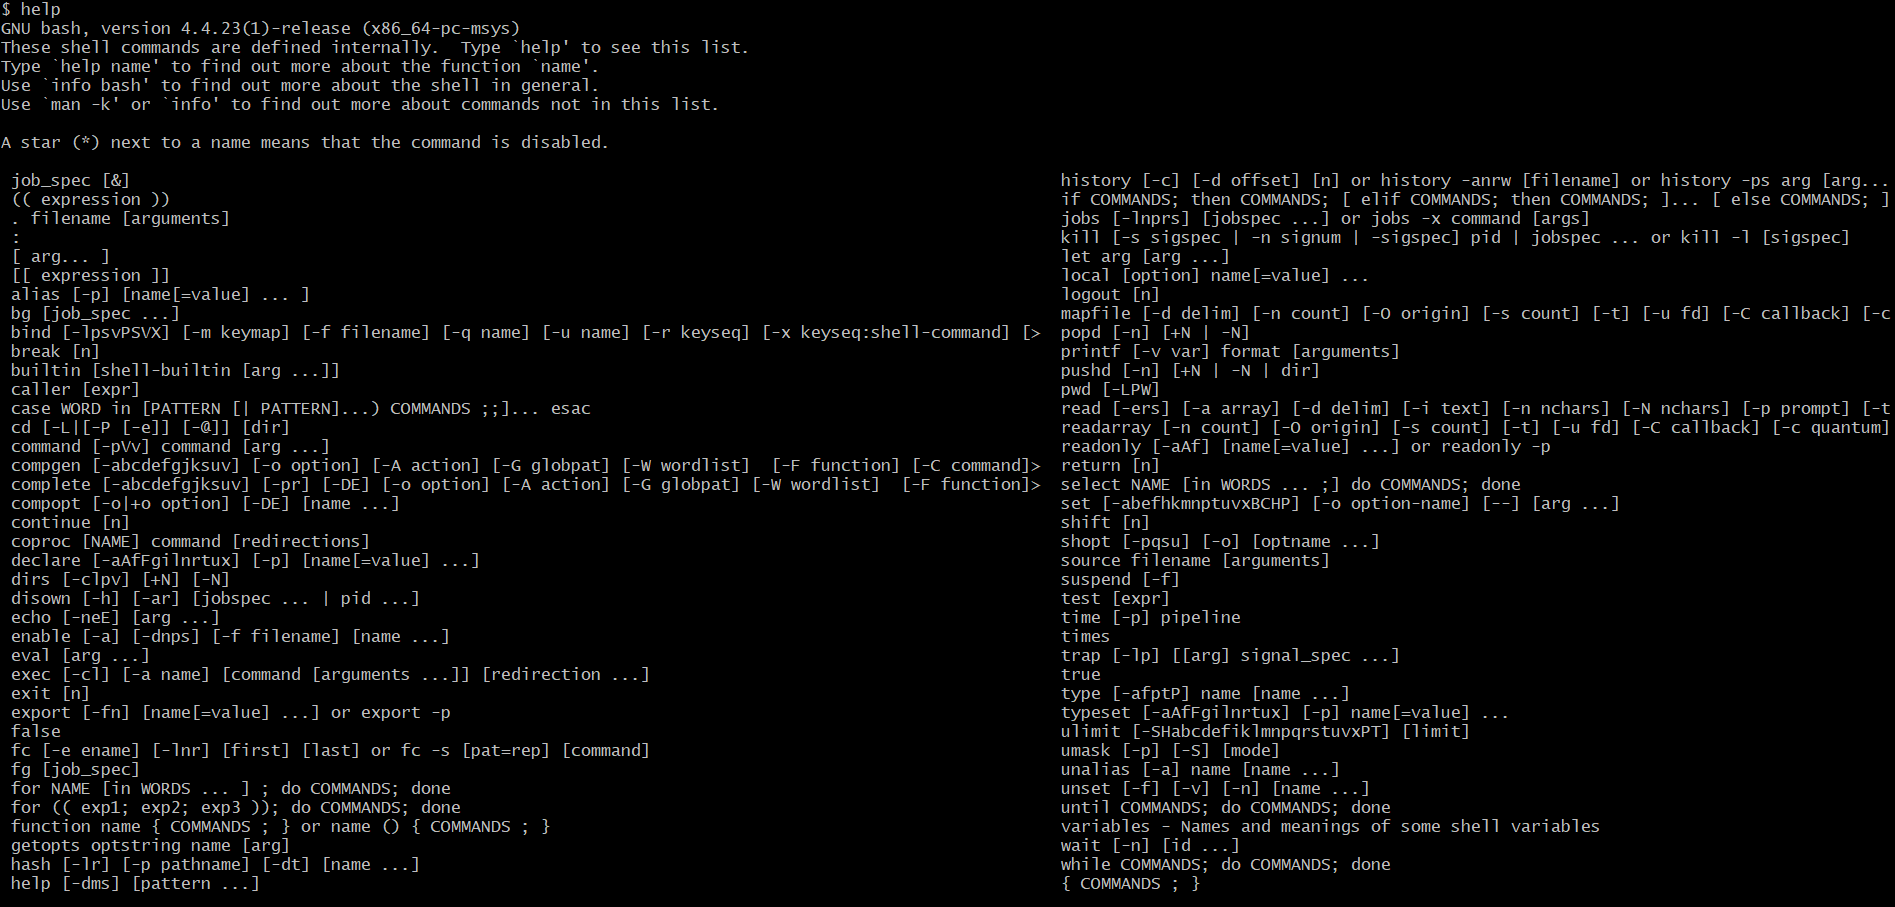 $ help
GNU bash, version 4.4.23(1)-release (x86_64-pc-msys)
These shell commands are defined internally.  Type `help' to see this list.
Type `help name' to find out more about the function `name'.
Use `info bash' to find out more about the shell in general.
Use `man -k' or `info' to find out more about commands not in this list.

A star (*) next to a name means that the command is disabled.

job_spec [&]
(( expression ))
. filename [arguments]
:
[ arg... ]
[[ expression ]]
alias [-p] [name[=value] ... ]
bg [job_spec ...]
bind [-lpsvPSVX] [-m keymap] [-f filename] [-q name] [-u name] [-r keyseq] [-x keyseq:shell-command] [>
break [n]
builtin [shell-builtin [arg ...]]
caller [expr]
case WORD in [PATTERN [| PATTERN]...) COMMANDS ;;]... esac
cd [-L|[-P [-e]] [-@]] [dir]
command [-pVv] command [arg ...]
compgen [-abcdefgjksuv] [-o option] [-A action] [-G globpat] [-W wordlist]  [-F function] [-C command]>
complete [-abcdefgjksuv] [-pr] [-DE] [-o option] [-A action] [-G globpat] [-W wordlist]  [-F function]>
compopt [-o|+o option] [-DE] [name ...]
continue [n]
coproc [NAME] command [redirections]
declare [-aAfFgilnrtux] [-p] [name[=value] ...]
dirs [-clpv] [+N] [-N]
disown [-h] [-ar] [jobspec ... | pid ...]
echo [-neE] [arg ...]
enable [-a] [-dnps] [-f filename] [name ...]
eval [arg ...]
exec [-cl] [-a name] [command [arguments ...]] [redirection ...]
exit [n]
export [-fn] [name[=value] ...] or export -p
false
fc [-e ename] [-lnr] [first] [last] or fc -s [pat=rep] [command]
fg [job_spec]
for NAME [in WORDS ... ] ; do COMMANDS; done
for (( exp1; exp2; exp3 )); do COMMANDS; done
function name { COMMANDS ; } or name () { COMMANDS ; }
getopts optstring name [arg]
hash [-lr] [-p pathname] [-dt] [name ...]
help [-dms] [pattern ...]
history [-c] [-d offset] [n] or history -anrw [filename] or history -ps arg [arg...
if COMMANDS; then COMMANDS; [ elif COMMANDS; then COMMANDS; ]... [ else COMMANDS; ]
jobs [-lnprs] [jobspec ...] or jobs -x command [args]
kill [-s sigspec | -n signum | -sigspec] pid | jobspec ... or kill -l [sigspec]
let arg [arg ...]
local [option] name[=value] ...
logout [n]
mapfile [-d delim] [-n count] [-O origin] [-s count] [-t] [-u fd] [-C callback] [-c
popd [-n] [+N | -N]
printf [-v var] format [arguments]
pushd [-n] [+N | -N | dir]
pwd [-LPW]
read [-ers] [-a array] [-d delim] [-i text] [-n nchars] [-N nchars] [-p prompt] [-t
readarray [-n count] [-O origin] [-s count] [-t] [-u fd] [-C callback] [-c quantum]
readonly [-aAf] [name[=value] ...] or readonly -p
return [n]
select NAME [in WORDS ... ;] do COMMANDS; done
set [-abefhkmnptuvxBCHP] [-o option-name] [--] [arg ...]
shift [n]
shopt [-pqsu] [-o] [optname ...]
source filename [arguments]
suspend [-f]
test [expr]
time [-p] pipeline
times
trap [-lp] [[arg] signal_spec ...]
true
type [-afptP] name [name ...]
typeset [-aAfFgilnrtux] [-p] name[=value] ...
ulimit [-SHabcdefiklmnpqrstuvxPT] [limit]
umask [-p] [-S] [mode]
unalias [-a] name [name ...]
unset [-f] [-v] [-n] [name ...]
until COMMANDS; do COMMANDS; done
variables - Names and meanings of some shell variables
wait [-n] [id ...]
while COMMANDS; do COMMANDS; done
{ COMMANDS ; }